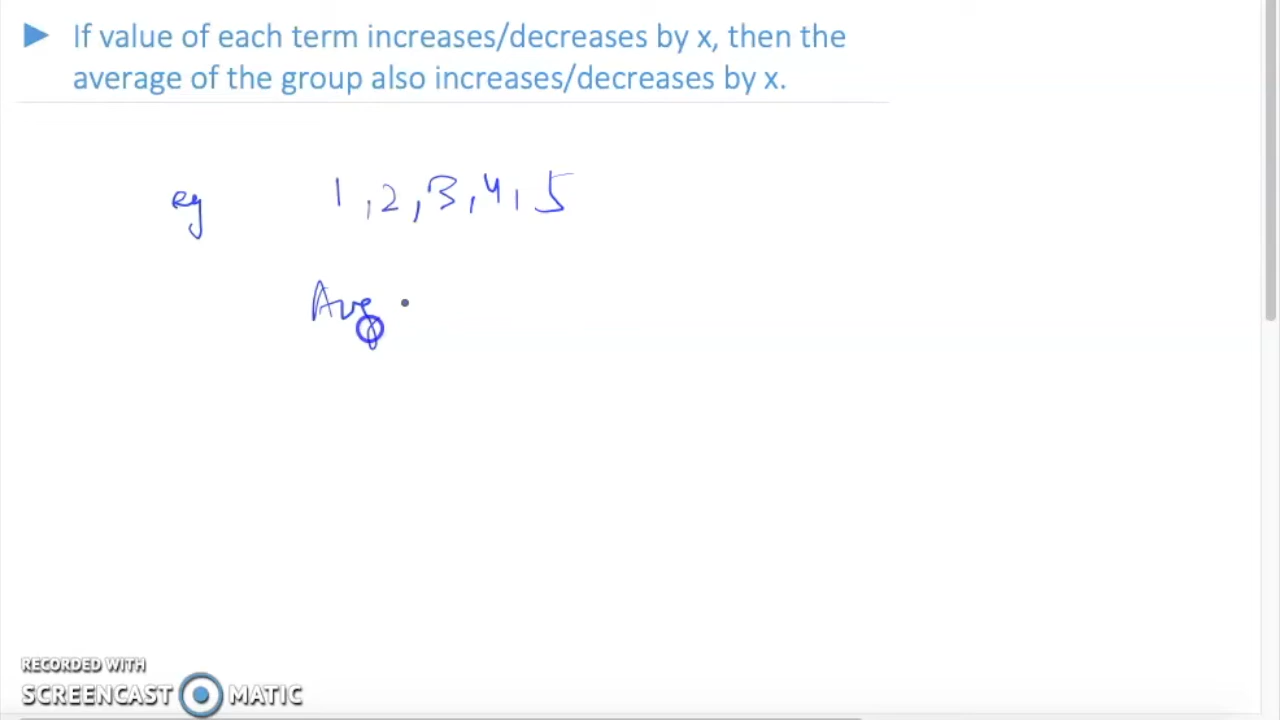 If value of each term increases/decreases by x, then the
average of the group also increases/decreases by x.
eg 1, 2, 3, 4, 5
Avg
RECORDED WITH
SCREENCAST MATIC